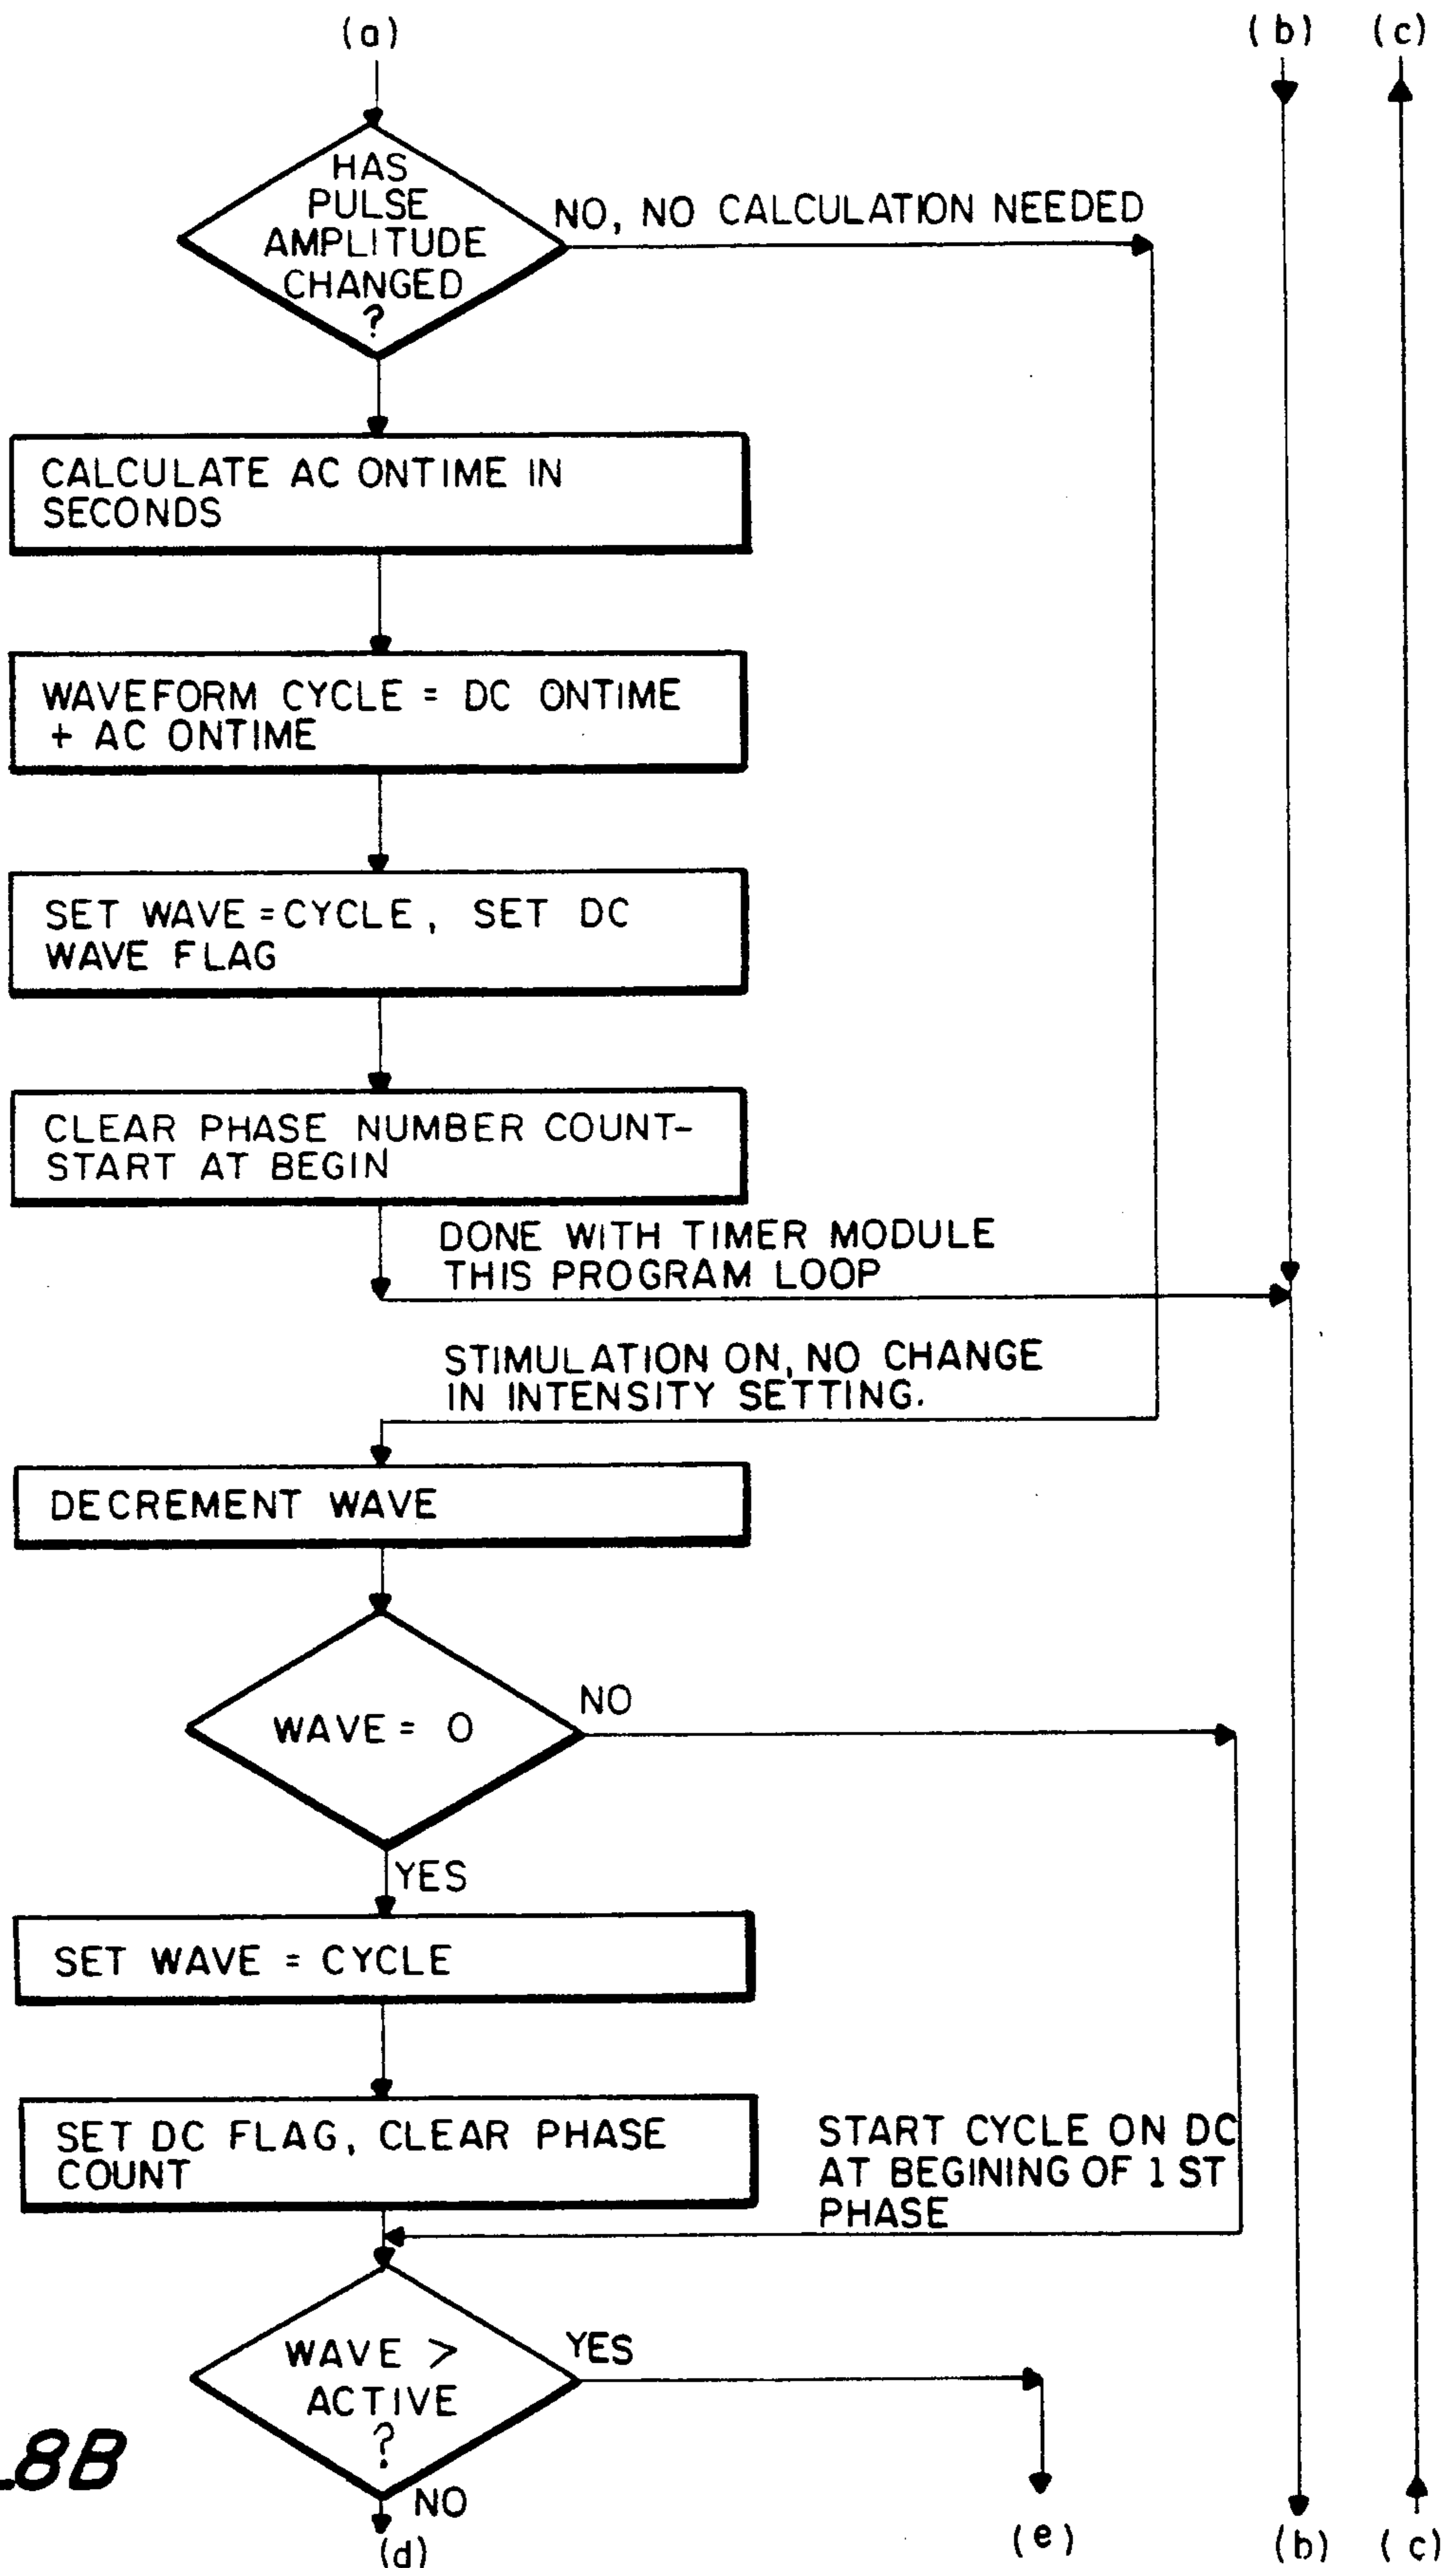 (a)
(b)
(c)
HAS
PULSE
AMPLITUDE
CHANGED
?
NO, NO CALCULATION NEEDED
CALCULATE AC ONTIME IN
SECONDS
WAVEFORM CYCLE = DC ONTIME
+ AC ONTIME
SET WAVE = CYCLE, SET DC
WAVE FLAG
CLEAR PHASE NUMBER COUNT-
START AT BEGIN
DONE WITH TIMER MODULE
THIS PROGRAM LOOP
STIMULATION ON, NO CHANGE
IN INTENSITY SETTING.
DECREMENT WAVE
WAVE = 0
NO
YES
SET WAVE = CYCLE
SET DC FLAG, CLEAR PHASE
COUNT
START CYCLE ON DC
AT BEGINING OF 1 ST
PHASE
WAVE >
ACTIVE
?
YES
NO
8B
(d)
(e)
(b)
(c)